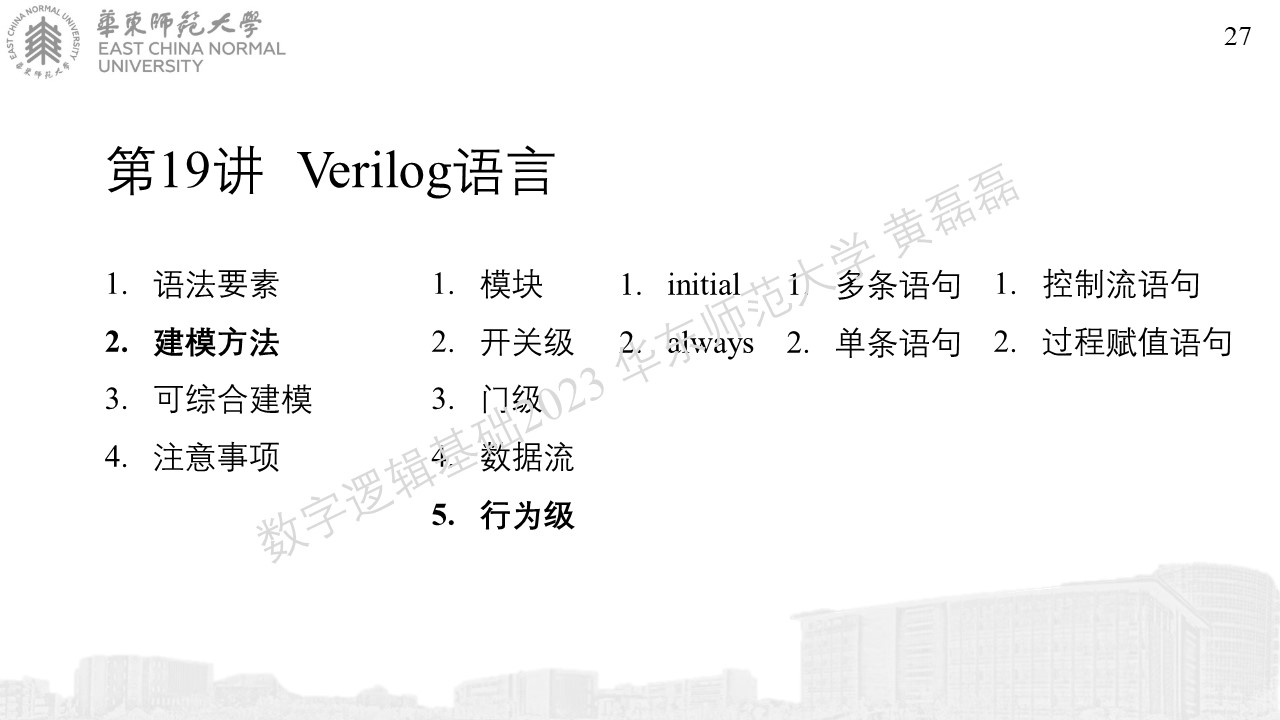 華東師範大學
EAST CHINA NORMAL
UNIVERSITY
EAST CHINA NORMAL UNIVERSITY
華東师范大学
27
第19讲 Verilog语言
1. 语法要素
2. 建模方法
3. 可综合建模
4. 注意事项
1. 模块
2. 开关级
3. 门级
4. 数据流
5. 行为级
1. initial
2. always
1. 多条语句
2. 单条语句
1. 控制流语句
2. 过程赋值语句
数字逻辑基础2023 华东师范大学 黄磊磊